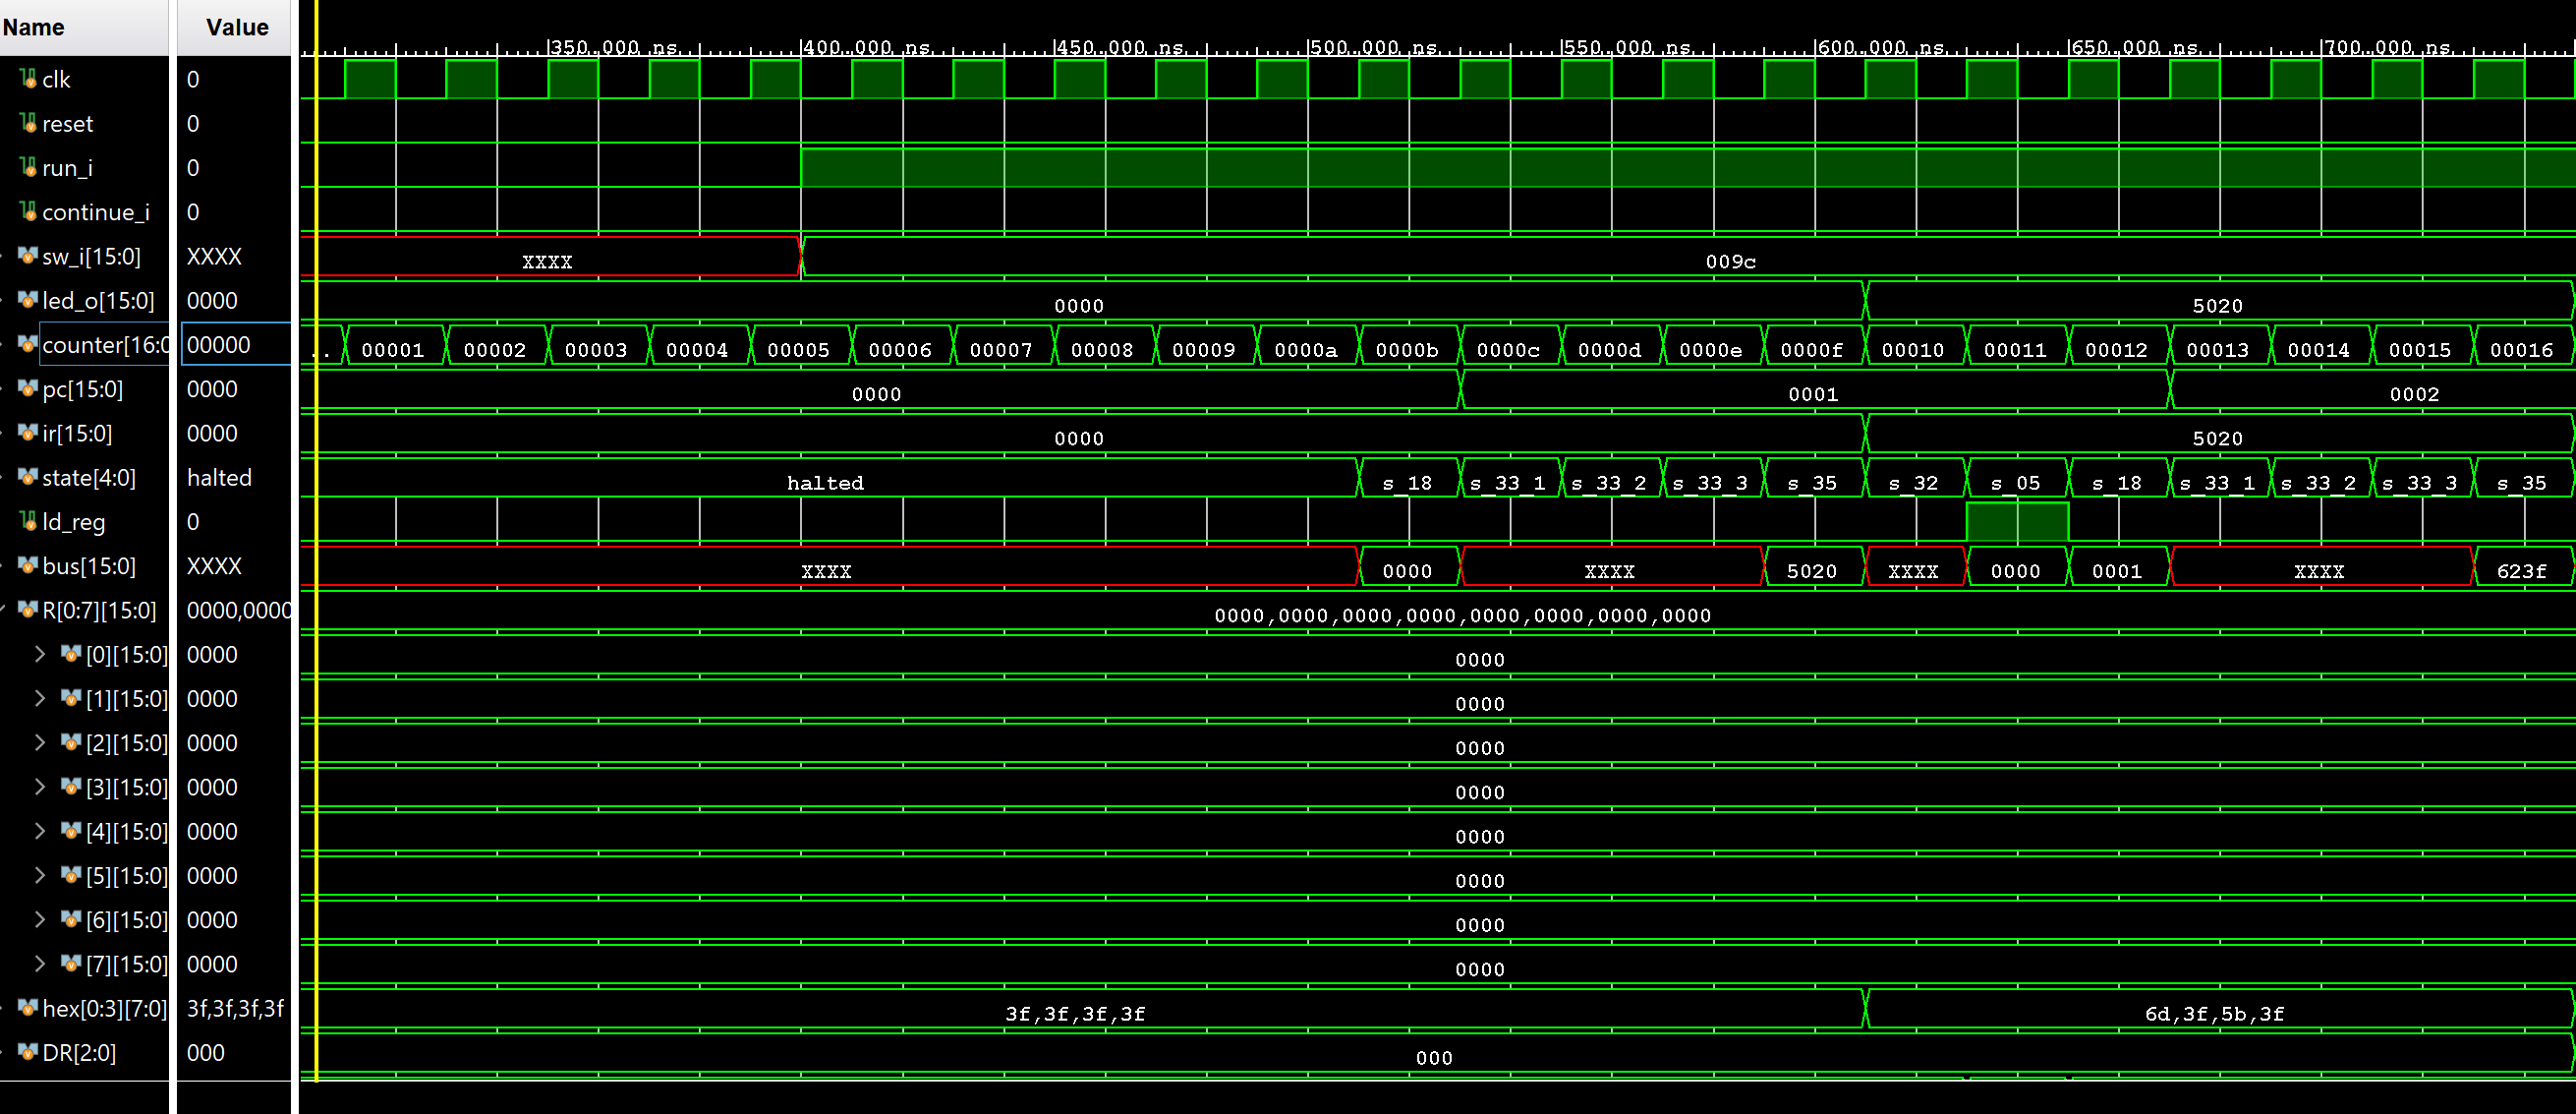 Name Value 350.000 ns 400.000 ns 450.000 ns 500.000 ns 550.000 ns 600.000 ns 650.000 ns 700.000 ns
clk 0
reset 0
run_i 0
continue_i 0
sw_i[15:0] XXXX XXXX 009c
led_o[15:0] 0000 0000 5020
counter[16:0 00000 .. 00001 00002 00003 00004 00005 00006 00007 00008 00009 0000a 0000b 0000c 0000d 0000e 0000f 00010 00011 00012 00013 00014 00015 00016
pc[15:0] 0000 0000 0001 0002
ir[15:0] 0000 0000 5020
state[4:0] halted halted s_18 s_33_1 s_33_2 s_33_3 s_35 s_32 s_05 s_18 s_33_1 s_33_2 s_33_3 s_35
ld_reg 0
bus[15:0] XXXX XXXX 0000 XXXX 5020 XXXX 0000 0001 XXXX 623f
R[0:7][15:0] 0000,0000 0000,0000,0000,0000,0000,0000,0000,0000
[0][15:0] 0000 0000
[1][15:0] 0000 0000
[2][15:0] 0000 0000
[3][15:0] 0000 0000
[4][15:0] 0000 0000
[5][15:0] 0000 0000
[6][15:0] 0000 0000
[7][15:0] 0000 0000
hex[0:3][7:0] 3f,3f,3f,3f 3f,3f,3f,3f 6d,3f,5b,3f
DR[2:0] 000 000